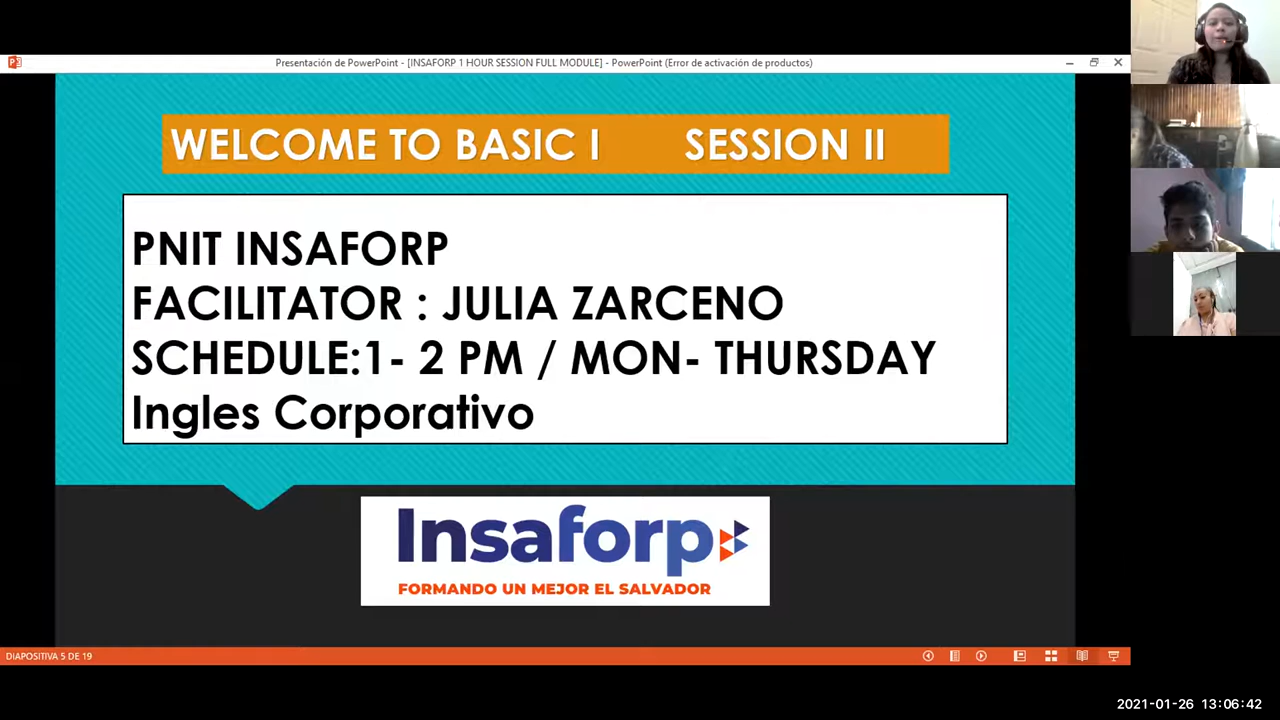 Presentación de PowerPoint - [INSAFORP 1 HOUR SESSION FULL MODULE] - PowerPoint (Error de activación de productos)
WELCOME TO BASIC I SESSION II
PNIT INSAFORP
FACILITATOR : JULIA ZARCENO
SCHEDULE:1- 2 PM / MON- THURSDAY
Ingles Corporativo
Insaforp
FORMANDO UN MEJOR EL SALVADOR
DIAPOSITIVA 5 DE 19
2021-01-26 13:06:42